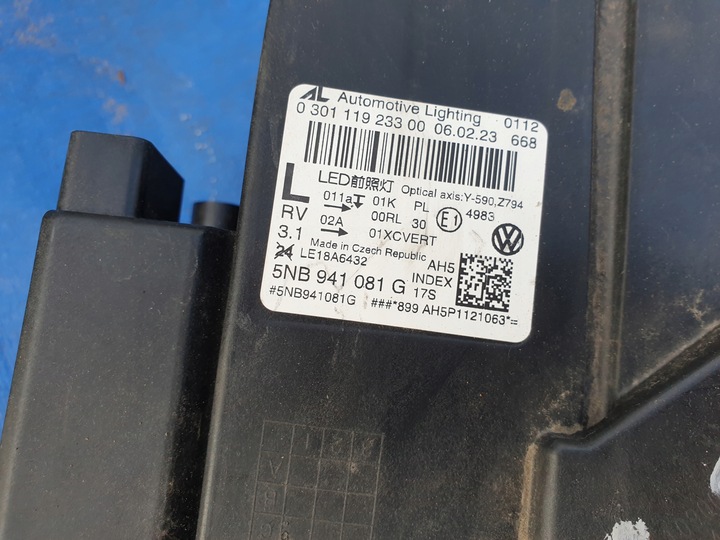 AL Automotive Lighting 0112
0 301 119 233 00 06.02.23 668
LED前照灯 Optical axis:Y-590,Z794
L 011a 01K PL E1 4983
RV 02A 00RL 30
3.1 01XCVERT
24 Made in Czech Republic AH5
LE18A6432 INDEX
5NB 941 081 G 17S
#5NB941081G ###*899 AH5P1121063*=